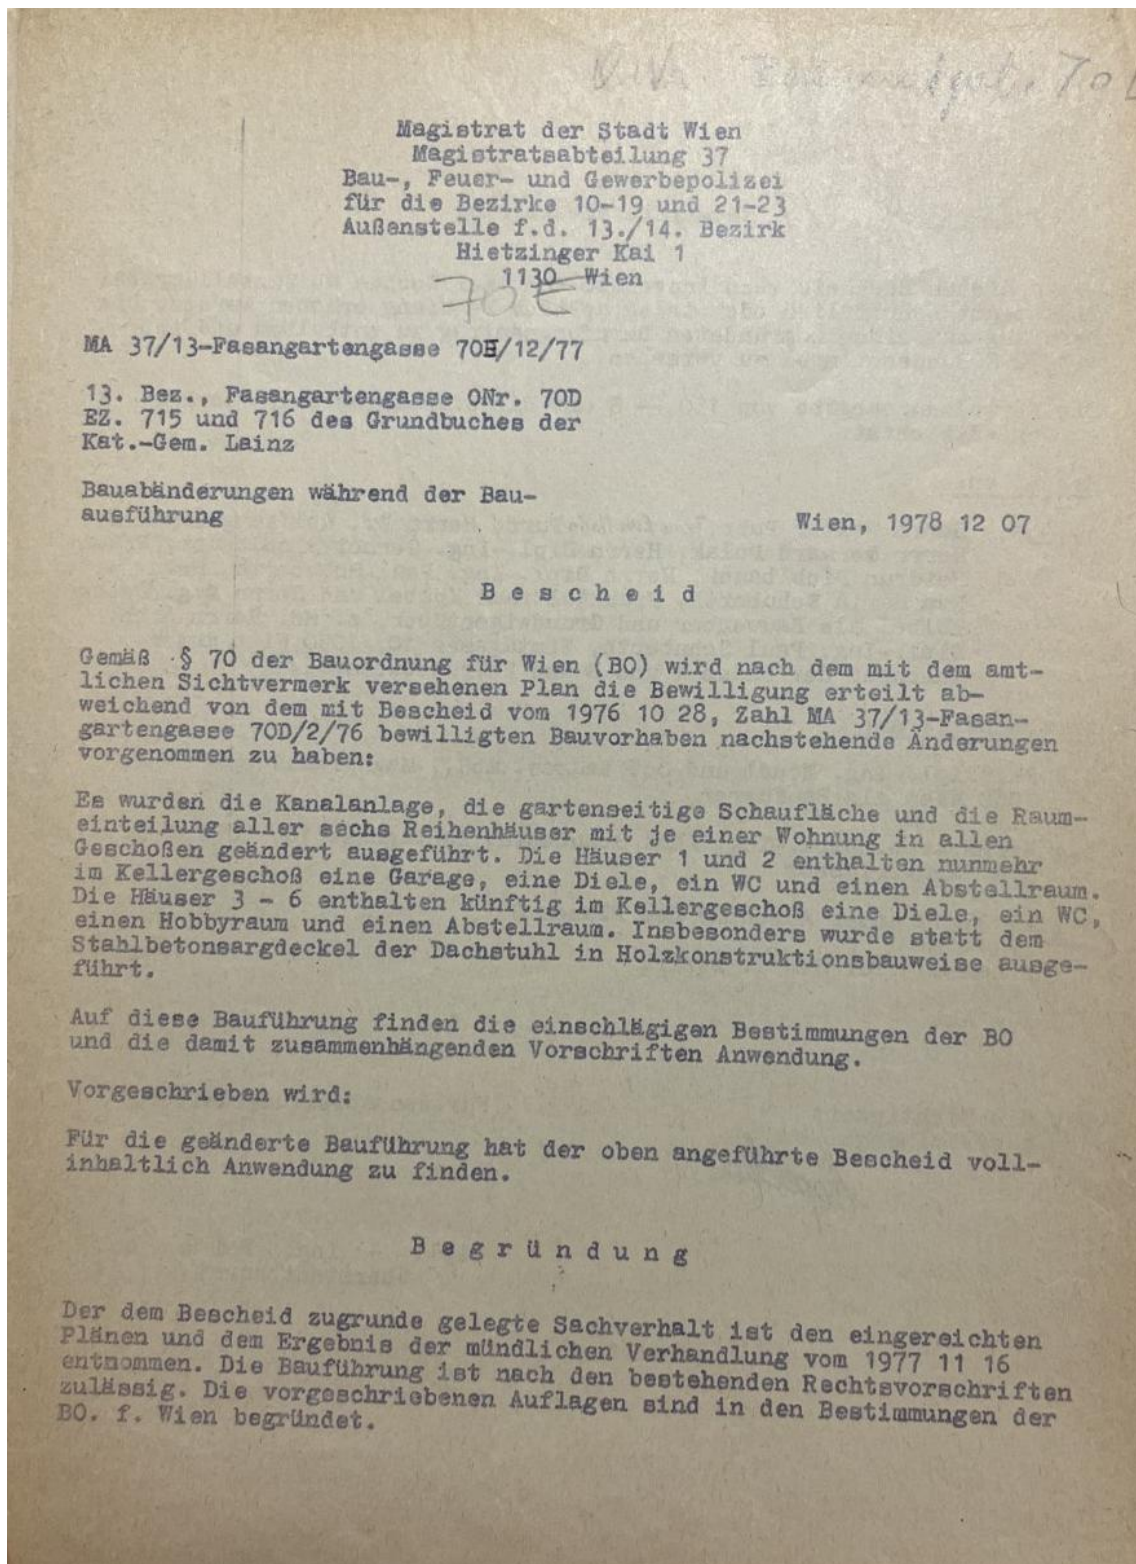 70
Magistrat der Stadt Wien
Magistratsabteilung 37
Bau-, Feuer- und Gewerbepolizei
für die Bezirke 10-19 und 21-23
Außenstelle f.d. 13./14. Bezirk
Hietzinger Kai 1
1130 Wien
70E
MA 37/13-Fasangartengasse 70E/12/77
13. Bez., Fasangartengasse ONr. 70D
EZ. 715 und 716 des Grundbuches der
Kat.-Gem. Lainz
Bauabänderungen während der Bau-
ausführung
Wien, 1978 12 07
B e s c h e i d
Gemäß § 70 der Bauordnung für Wien (BO) wird nach dem mit dem amt-
lichen Sichtvermerk versehenen Plan die Bewilligung erteilt ab-
weichend von dem mit Bescheid vom 1976 10 28, Zahl MA 37/13-Fasan-
gartengasse 70D/2/76 bewilligten Bauvorhaben nachstehende Änderungen
vorgenommen zu haben:
Es wurden die Kanalanlage, die gartenseitige Schaufläche und die Raum-
einteilung aller sechs Reihenhäuser mit je einer Wohnung in allen
Geschoßen geändert ausgeführt. Die Häuser 1 und 2 enthalten nunmehr
im Kellergeschoß eine Garage, eine Diele, ein WC und einen Abstellraum.
Die Häuser 3 - 6 enthalten künftig im Kellergeschoß eine Diele, ein WC,
einen Hobbyraum und einen Abstellraum. Insbesonders wurde statt dem
Stahlbetonsargdeckel der Dachstuhl in Holzkonstruktionsbauweise ausge-
führt.
Auf diese Bauführung finden die einschlägigen Bestimmungen der BO
und die damit zusammenhängenden Vorschriften Anwendung.
Vorgeschrieben wird:
Für die geänderte Bauführung hat der oben angeführte Bescheid voll-
inhaltlich Anwendung zu finden.
B e g r ü n d u n g
Der dem Bescheid zugrunde gelegte Sachverhalt ist den eingereichten
Plänen und dem Ergebnis der mündlichen Verhandlung vom 1977 11 16
entnommen. Die Bauführung ist nach den bestehenden Rechtsvorschriften
zulässig. Die vorgeschriebenen Auflagen sind in den Bestimmungen der
BO. f. Wien begründet.